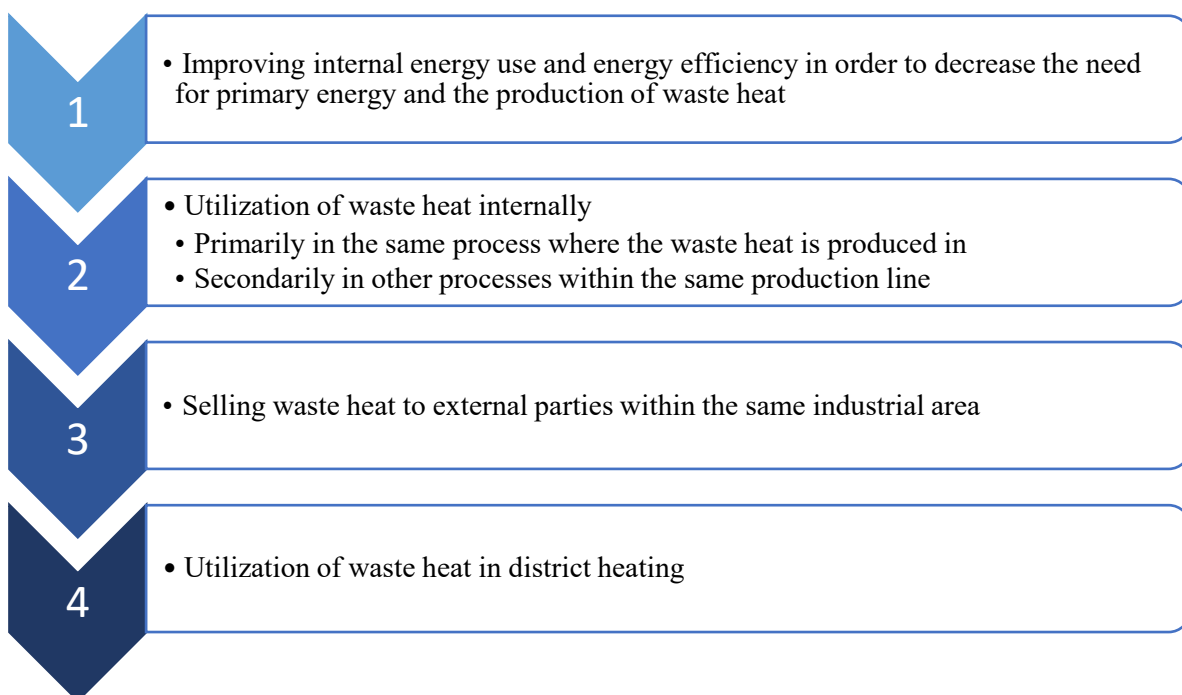 1
• Improving internal energy use and energy efficiency in order to decrease the need
for primary energy and the production of waste heat
2
• Utilization of waste heat internally
• Primarily in the same process where the waste heat is produced in
• Secondarily in other processes within the same production line
3
• Selling waste heat to external parties within the same industrial area
4
• Utilization of waste heat in district heating